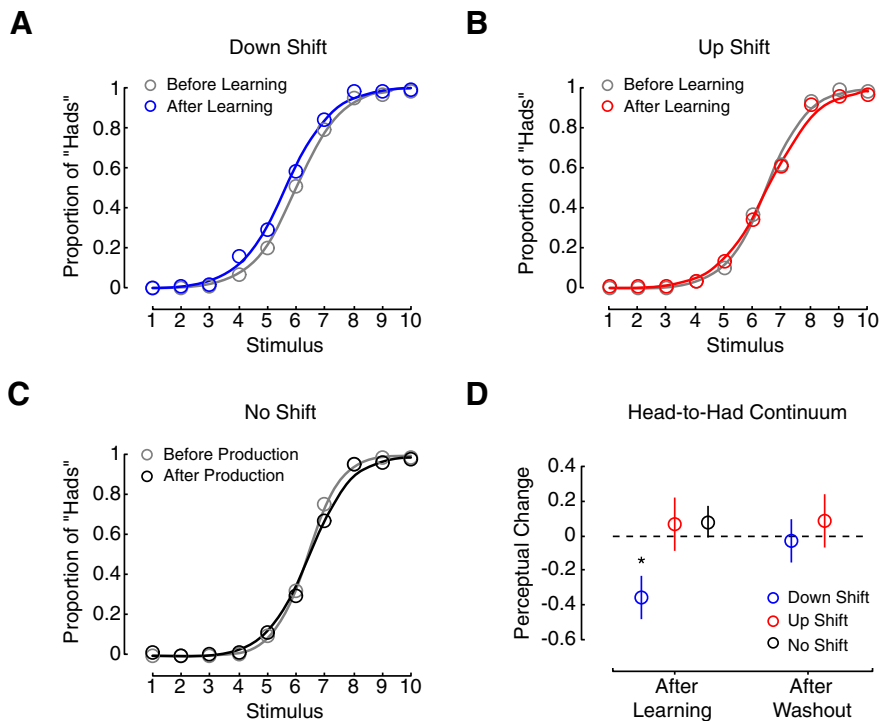 A
Down Shift
Before Learning
After Learning
Proportion of "Hads"
1
0.8
0.6
0.4
0.2
0
1 2 3 4 5 6 7 8 9 10
Stimulus
B
Up Shift
Before Learning
After Learning
Proportion of "Hads"
1
0.8
0.6
0.4
0.2
0
1 2 3 4 5 6 7 8 9 10
Stimulus
C
No Shift
Before Production
After Production
Proportion of "Hads"
1
0.8
0.6
0.4
0.2
0
1 2 3 4 5 6 7 8 9 10
Stimulus
D
Head-to-Had Continuum
Perceptual Change
0.4
0.2
0
-0.2
-0.4
-0.6
*
Down Shift
Up Shift
No Shift
After
Learning
After
Washout